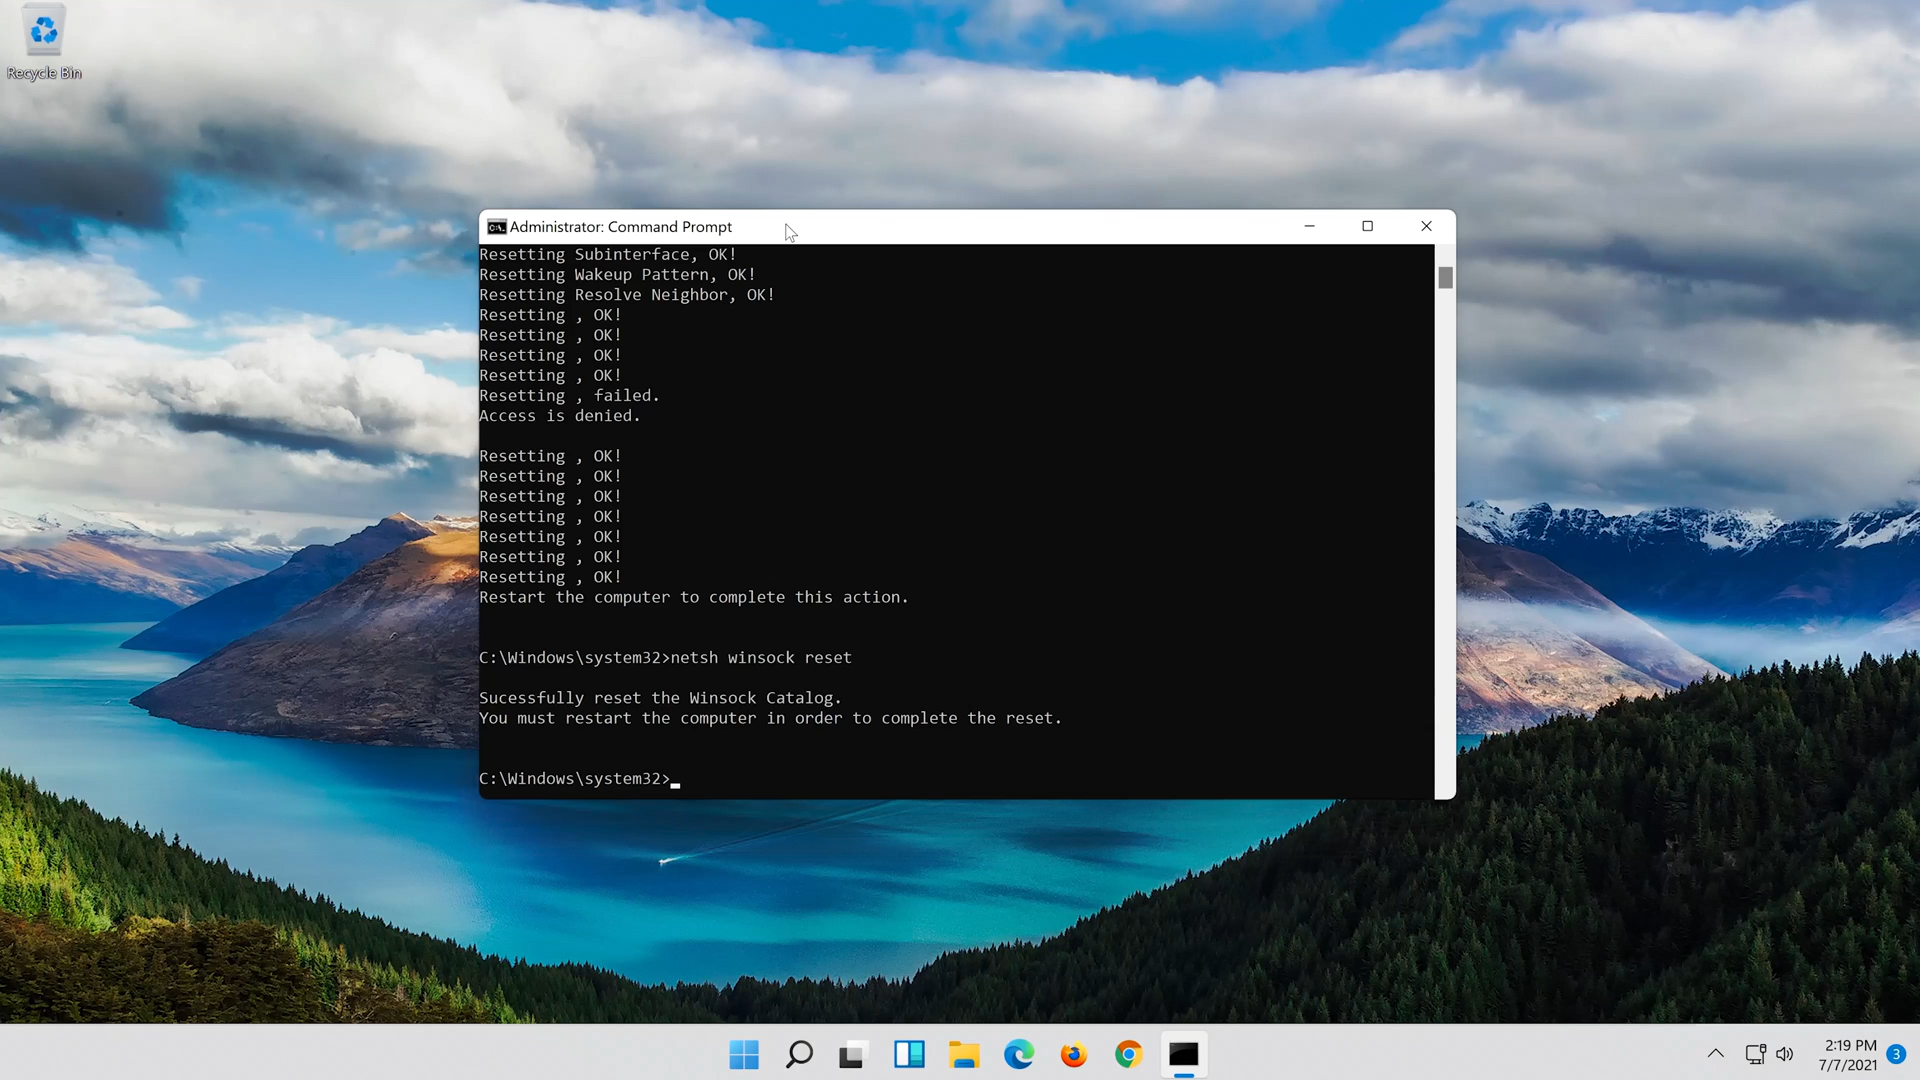 Recycle Bin
Administrator: Command Prompt
Resetting Subinterface, OK!
Resetting Wakeup Pattern, OK!
Resetting Resolve Neighbor, OK!
Resetting , OK!
Resetting , OK!
Resetting , OK!
Resetting , OK!
Resetting , failed.
Access is denied.
Resetting , OK!
Resetting , OK!
Resetting , OK!
Resetting , OK!
Resetting , OK!
Resetting , OK!
Resetting , OK!
Restart the computer to complete this action.
C:\Windows\system32>netsh winsock reset
Sucessfully reset the Winsock Catalog.
You must restart the computer in order to complete the reset.
C:\Windows\system32>
2:19 PM
7/7/2021
3